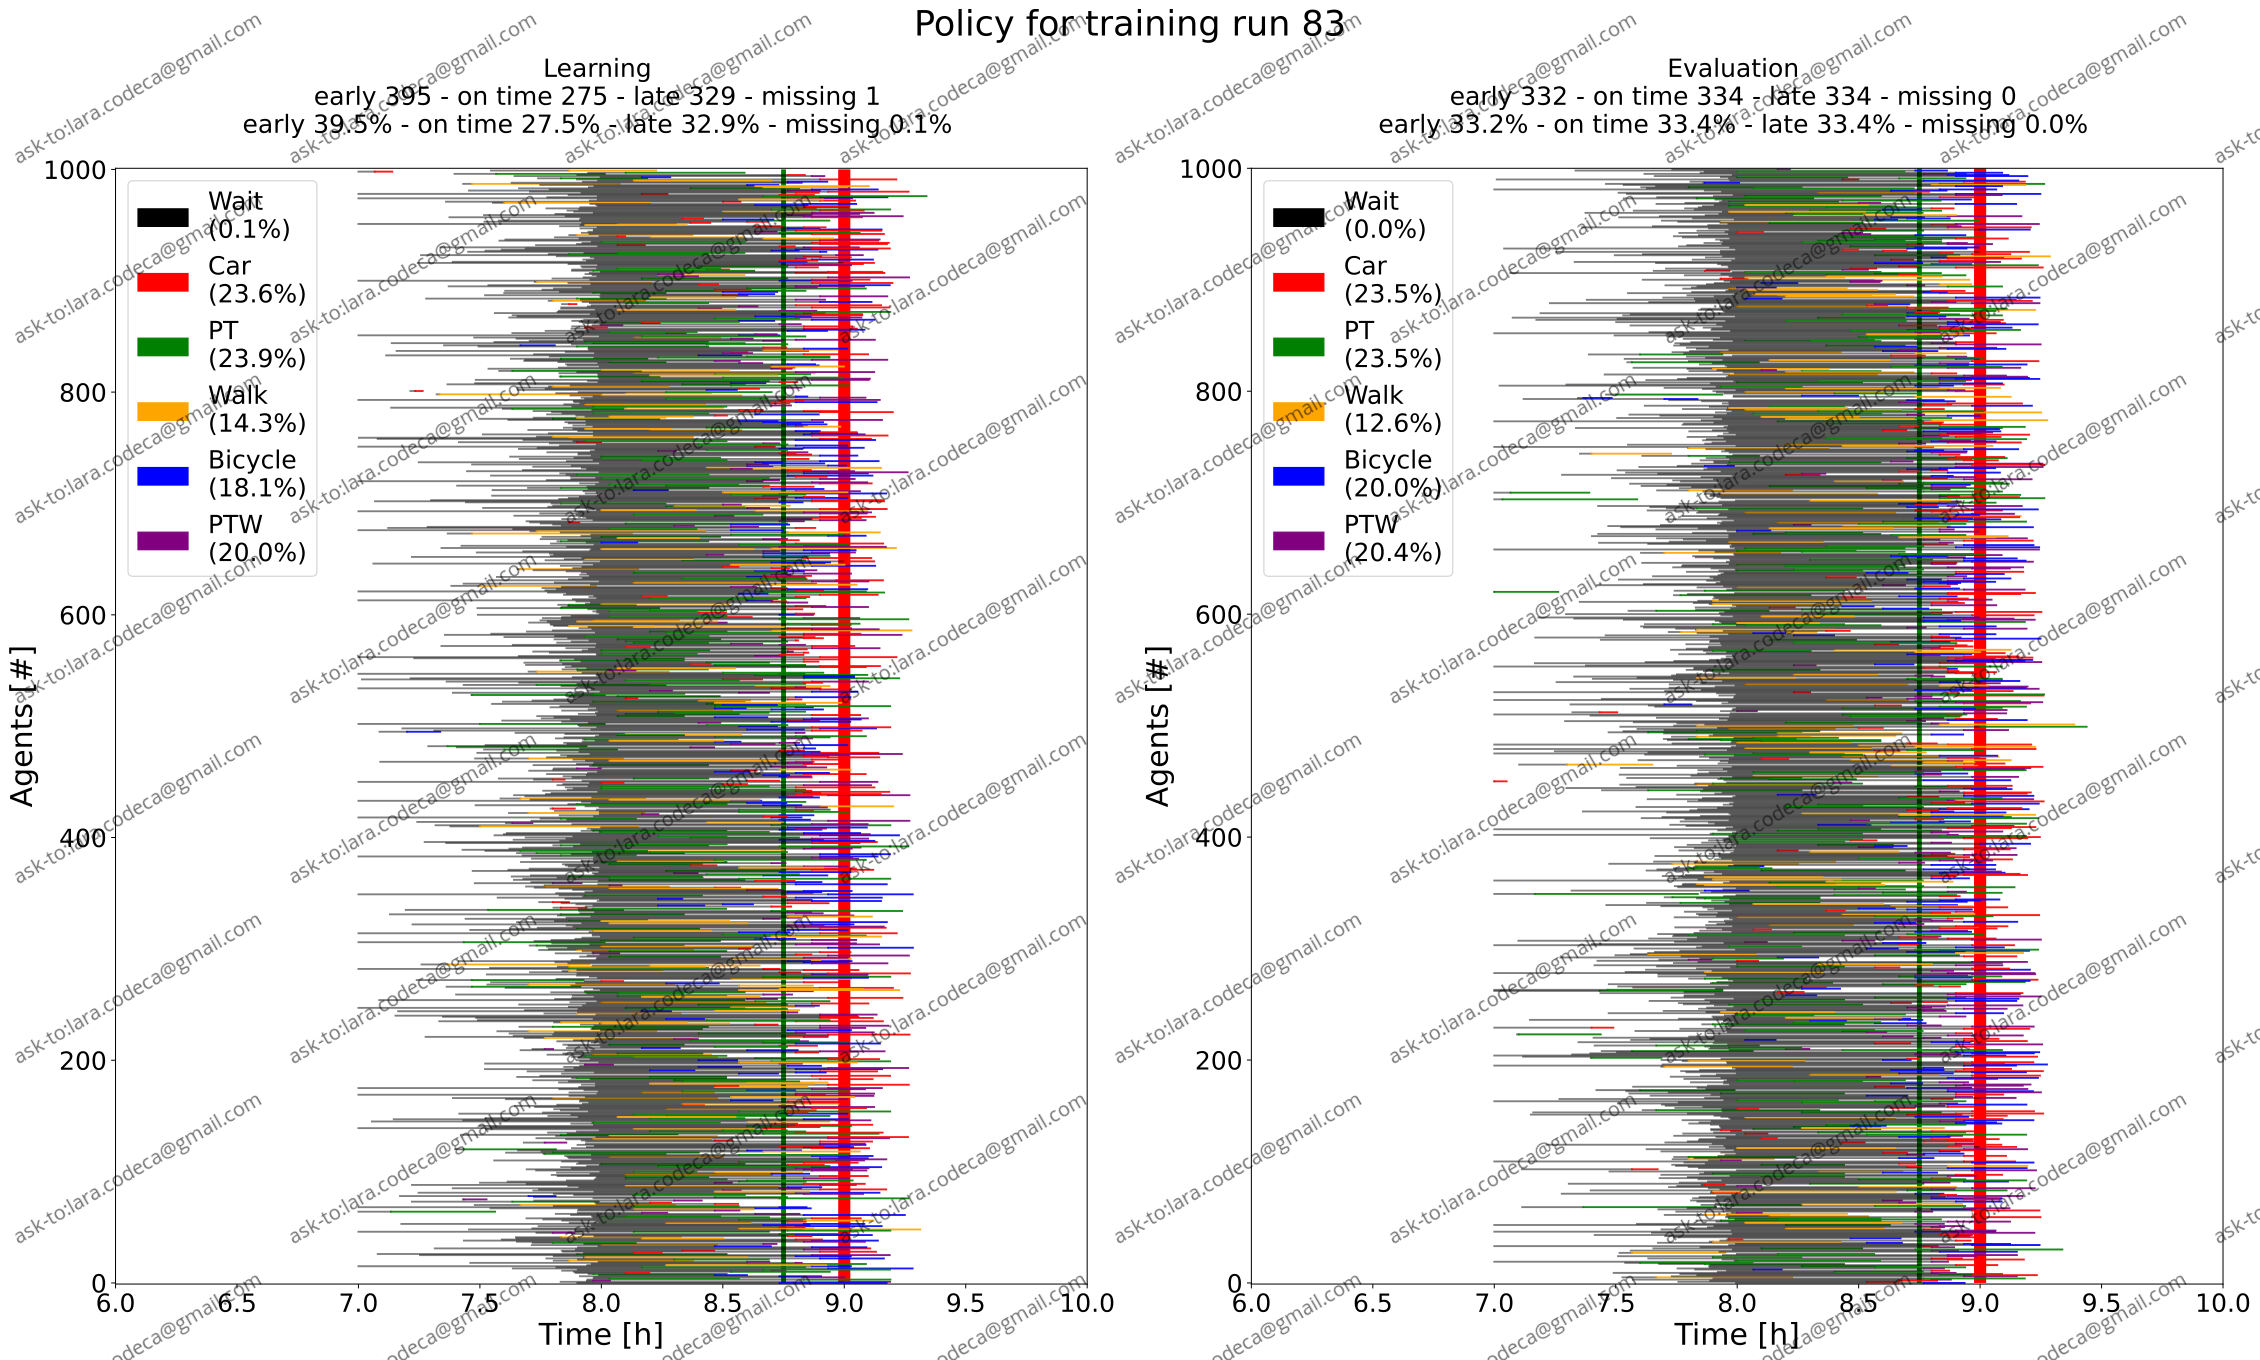 Policy for training run 83
Learning
early 395 - on time 275 - late 329 - missing 1
early 39.5% - on time 27.5% - late 32.9% - missing 0.1%
Wait
(0.1%)
Car
(23.6%)
PT
(23.9%)
Walk
(14.3%)
Bicycle
(18.1%)
PTW
(20.0%)
1000
800
600
400
200
0
Agents [#]
6.0 6.5 7.0 7.5 8.0 8.5 9.0 9.5 10.0
Time [h]
Evaluation
early 332 - on time 334 - late 334 - missing 0
early 33.2% - on time 33.4% - late 33.4% - missing 0.0%
Wait
(0.0%)
Car
(23.5%)
PT
(23.5%)
Walk
(12.6%)
Bicycle
(20.0%)
PTW
(20.4%)
1000
800
600
400
200
0
Agents [#]
6.0 6.5 7.0 7.5 8.0 8.5 9.0 9.5 10.0
Time [h]
ask-to:lara.codeca@gmail.com